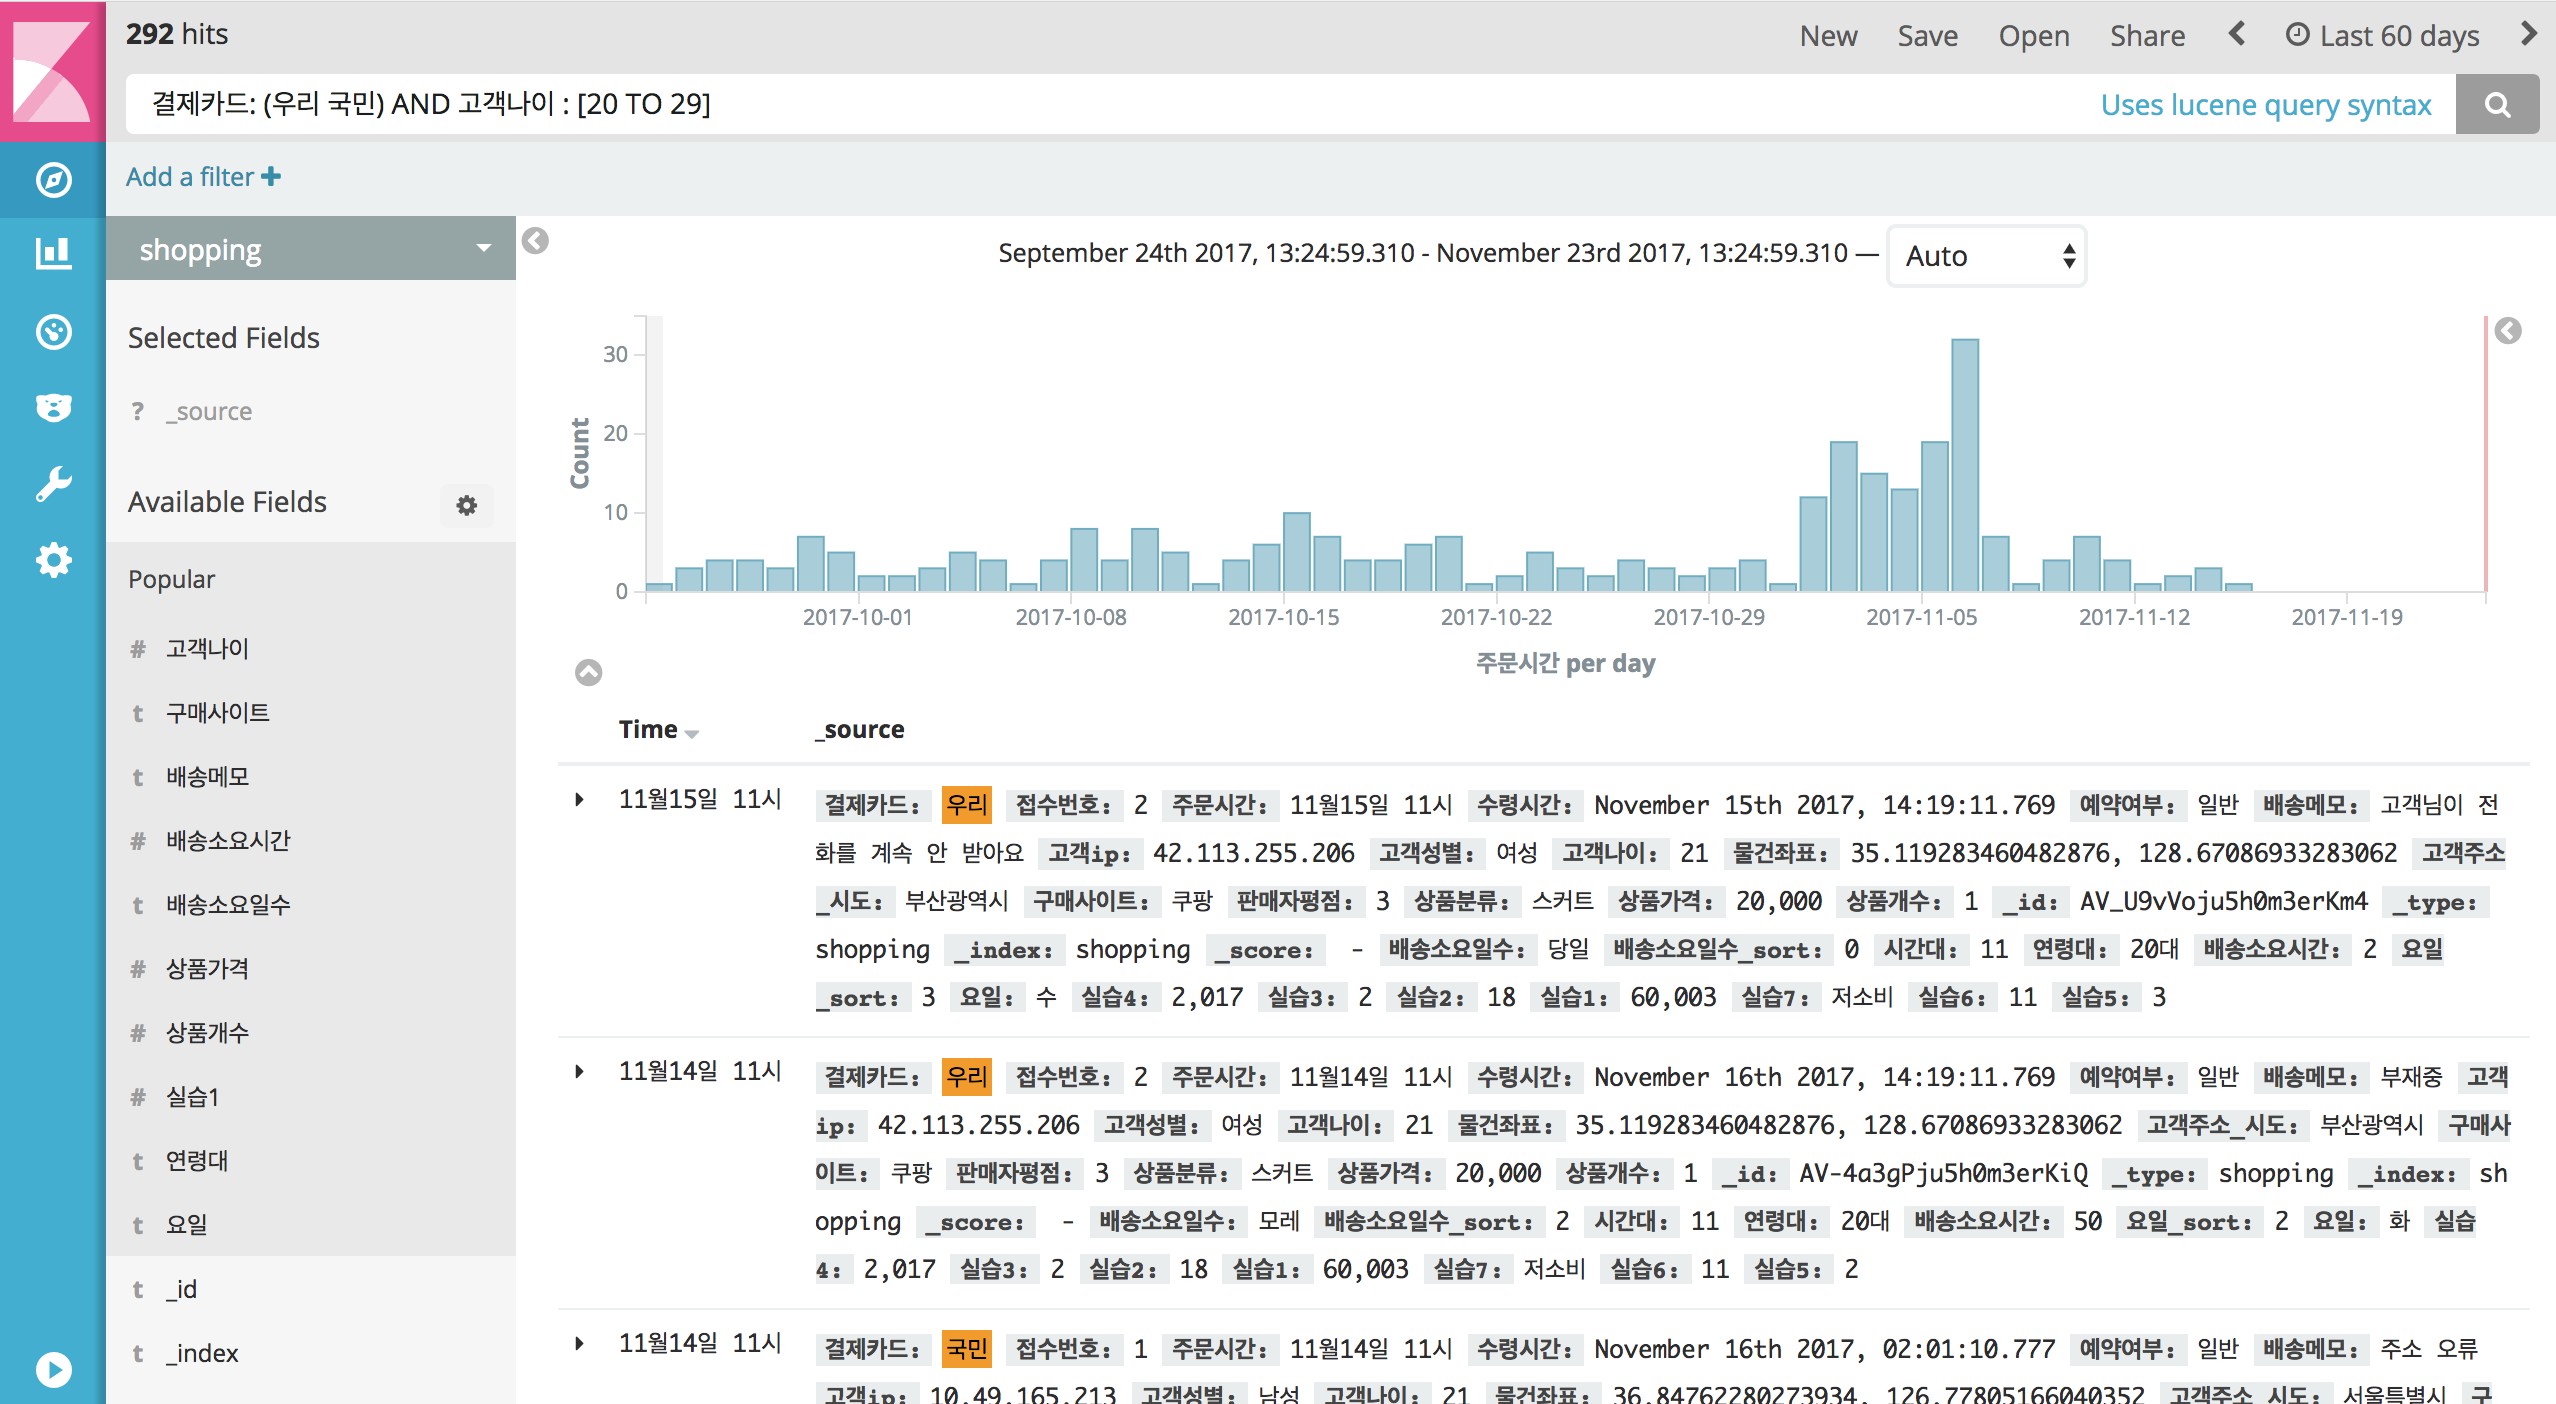 292 hits
New Save Open Share Last 60 days
결제카드: (우리 국민) AND 고객나이 : [20 TO 29]
Uses lucene query syntax
Add a filter
shopping
Selected Fields
? _source
Available Fields
Popular
# 고객나이
t 구매사이트
t 배송메모
# 배송소요시간
t 배송소요일수
# 상품가격
# 상품개수
# 실습1
t 연령대
t 요일
t _id
t _index
September 24th 2017, 13:24:59.310 - November 23rd 2017, 13:24:59.310 — Auto
Count
30
20
10
0
2017-10-01 2017-10-08 2017-10-15 2017-10-22 2017-10-29 2017-11-05 2017-11-12 2017-11-19
주문시간 per day
Time _source
11월15일 11시
결제카드: 우리 접수번호: 2 주문시간: 11월15일 11시 수령시간: November 15th 2017, 14:19:11.769 예약여부: 일반 배송메모: 고객님이 전
화를 계속 안 받아요 고객ip: 42.113.255.206 고객성별: 여성 고객나이: 21 물건좌표: 35.119283460482876, 128.67086933283062 고객주소
_시도: 부산광역시 구매사이트: 쿠팡 판매자평점: 3 상품분류: 스커트 상품가격: 20,000 상품개수: 1 _id: AV_U9vVoju5h0m3erKm4 _type:
shopping _index: shopping _score: - 배송소요일수: 당일 배송소요일수_sort: 0 시간대: 11 연령대: 20대 배송소요시간: 2 요일
_sort: 3 요일: 수 실습4: 2,017 실습3: 2 실습2: 18 실습1: 60,003 실습7: 저소비 실습6: 11 실습5: 3
11월14일 11시
결제카드: 우리 접수번호: 2 주문시간: 11월14일 11시 수령시간: November 16th 2017, 14:19:11.769 예약여부: 일반 배송메모: 부재중 고객
ip: 42.113.255.206 고객성별: 여성 고객나이: 21 물건좌표: 35.119283460482876, 128.67086933283062 고객주소_시도: 부산광역시 구매사
이트: 쿠팡 판매자평점: 3 상품분류: 스커트 상품가격: 20,000 상품개수: 1 _id: AV-4a3gPju5h0m3erKiQ _type: shopping _index: sh
opping _score: - 배송소요일수: 모레 배송소요일수_sort: 2 시간대: 11 연령대: 20대 배송소요시간: 50 요일_sort: 2 요일: 화 실습
4: 2,017 실습3: 2 실습2: 18 실습1: 60,003 실습7: 저소비 실습6: 11 실습5: 2
11월14일 11시
결제카드: 국민 접수번호: 1 주문시간: 11월14일 11시 수령시간: November 16th 2017, 02:01:10.777 예약여부: 일반 배송메모: 주소 오류
고객ip: 10.49.165.213 고객성별: 남성 고객나이: 21 물건좌표: 36.84762280273934, 126.77805166040352 고객주소_시도: 서울특별시 구